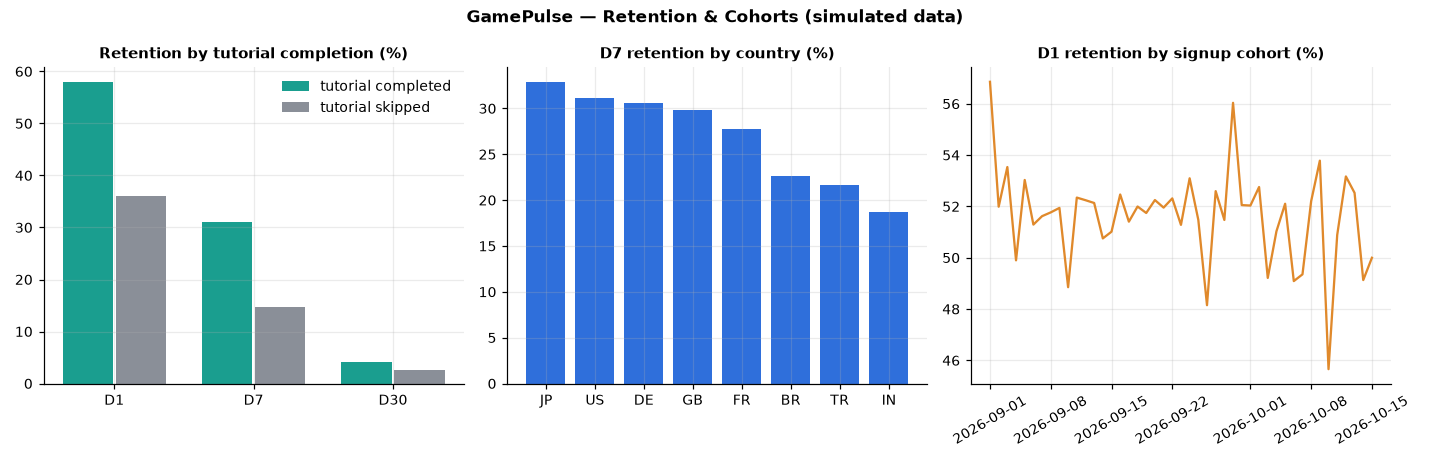 GamePulse — Retention & Cohorts (simulated data)
Retention by tutorial completion (%)
tutorial completed
tutorial skipped
60
50
40
30
20
10
0
D1 D7 D30
D7 retention by country (%)
30
25
20
15
10
5
0
JP US DE GB FR BR TR IN
D1 retention by signup cohort (%)
56
54
52
50
48
46
2026-09-01 2026-09-08 2026-09-15 2026-09-22 2026-10-01 2026-10-08 2026-10-15